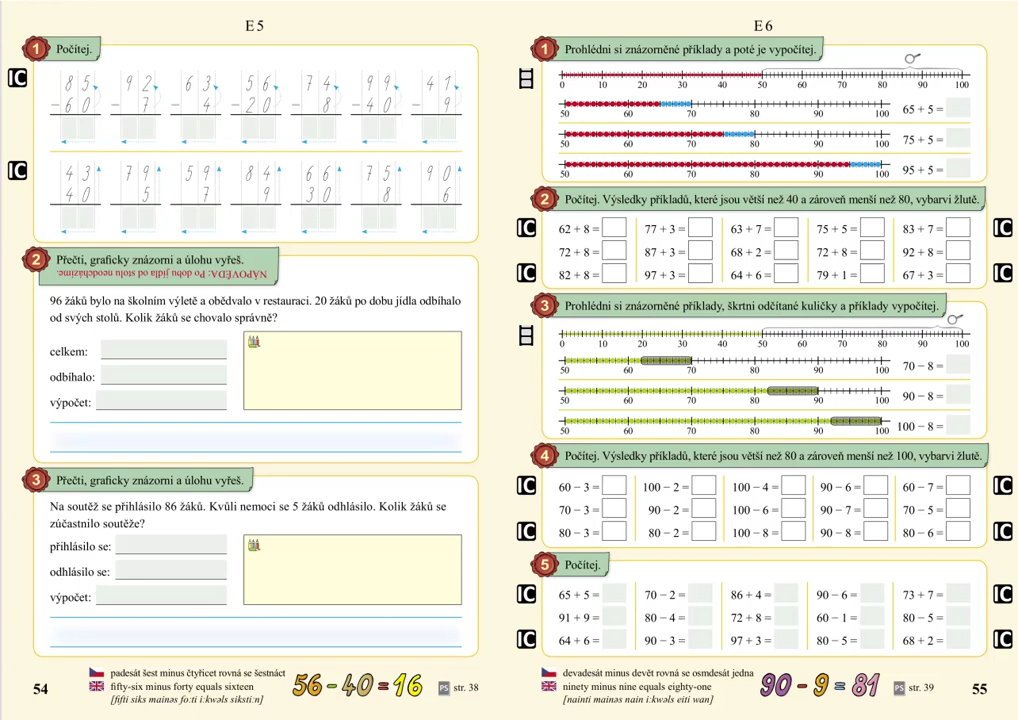 E 5
1 Počítej.
IC
85 92 63 56 74 99 41
− 60 − 7 − 4 − 20 − 8 − 40 − 9
IC
43 79 59 84 66 75 90
40 5 7 9 30 8 6
2 Přečti, graficky znázorni a úlohu vyřeš.
NÁPOVĚDA: Po dobu jídla od stolu neodcházíme.
96 žáků bylo na školním výletě a obědvalo v restauraci. 20 žáků po dobu jídla odbíhalo
od svých stolů. Kolik žáků se chovalo správně?
celkem:
odbíhalo:
výpočet:
3 Přečti, graficky znázorni a úlohu vyřeš.
Na soutěž se přihlásilo 86 žáků. Kvůli nemoci se 5 žáků odhlásilo. Kolik žáků se
zúčastnilo soutěže?
přihlásilo se:
odhlásilo se:
výpočet:
54
padesát šest minus čtyřicet rovná se šestnáct
fifty-six minus forty equals sixteen
[fifti siks mainəs fo:ti i:kwəls siksti:n]
56 - 40 = 16
PS str. 38
E 6
1 Prohlédni si znázorněné příklady a poté je vypočítej.
0 10 20 30 40 50 60 70 80 90 100
50 60 70 80 90 100 65 + 5 =
50 60 70 80 90 100 75 + 5 =
50 60 70 80 90 100 95 + 5 =
2 Počítej. Výsledky příkladů, které jsou větší než 40 a zároveň menší než 80, vybarvi žlutě.
IC 62 + 8 = 77 + 3 = 63 + 7 = 75 + 5 = 83 + 7 = IC
72 + 8 = 87 + 3 = 68 + 2 = 72 + 8 = 92 + 8 =
IC 82 + 8 = 97 + 3 = 64 + 6 = 79 + 1 = 67 + 3 = IC
3 Prohlédni si znázorněné příklady, škrtni odčítané kuličky a příklady vypočítej.
0 10 20 30 40 50 60 70 80 90 100
50 60 70 80 90 100 70 − 8 =
50 60 70 80 90 100 90 − 8 =
50 60 70 80 90 100 100 − 8 =
4 Počítej. Výsledky příkladů, které jsou větší než 80 a zároveň menší než 100, vybarvi žlutě.
IC 60 − 3 = 100 − 2 = 100 − 4 = 90 − 6 = 60 − 7 = IC
70 − 3 = 90 − 2 = 100 − 6 = 90 − 7 = 70 − 5 =
IC 80 − 3 = 80 − 2 = 100 − 8 = 90 − 8 = 80 − 6 = IC
5 Počítej.
IC 65 + 5 = 70 − 2 = 86 + 4 = 90 − 6 = 73 + 7 = IC
91 + 9 = 80 − 4 = 72 + 8 = 60 − 1 = 80 − 5 =
IC 64 + 6 = 90 − 3 = 97 + 3 = 80 − 5 = 68 + 2 = IC
devadesát minus devět rovná se osmdesát jedna
ninety minus nine equals eighty-one
[nainti mainəs nain i:kwəls eiti wan]
90 - 9 = 81
PS str. 39
55